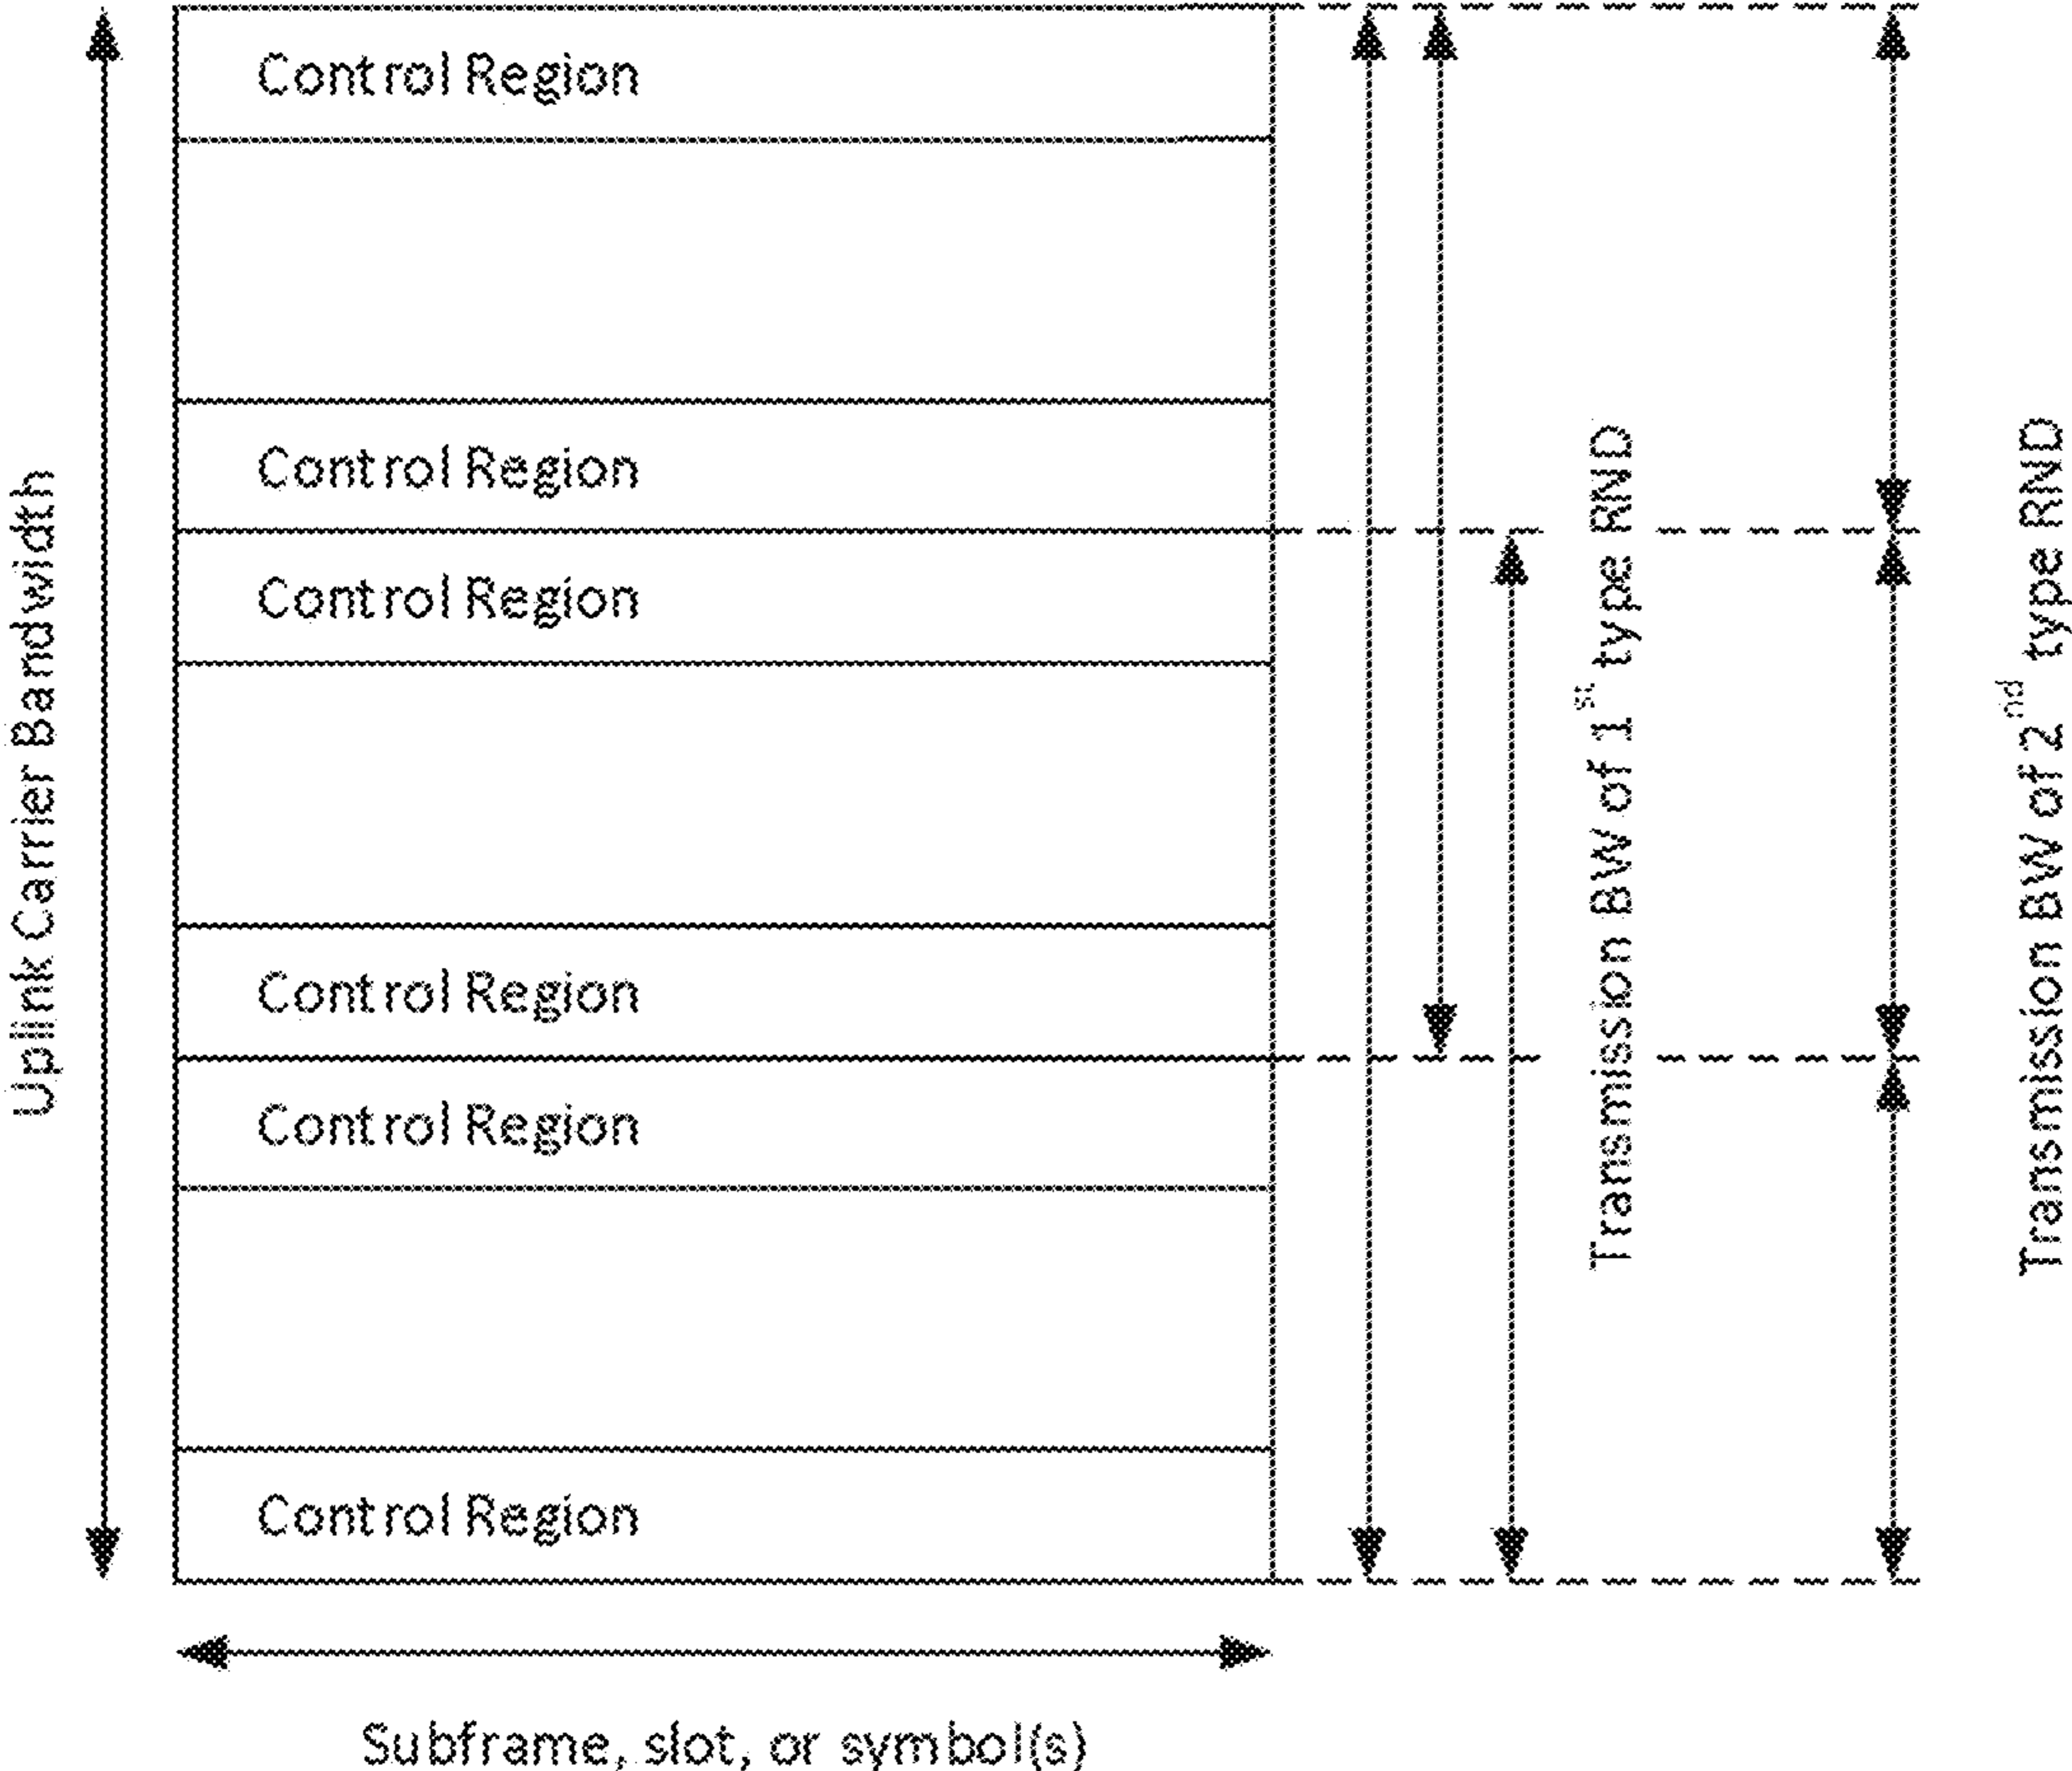 Uplink Carrier Bandwidth
Control Region
Control Region
Control Region
Control Region
Control Region
Control Region
Transmission BW of 1st type RND
Transmission BW of 2nd type RND
Subframe, slot, or symbol(s)